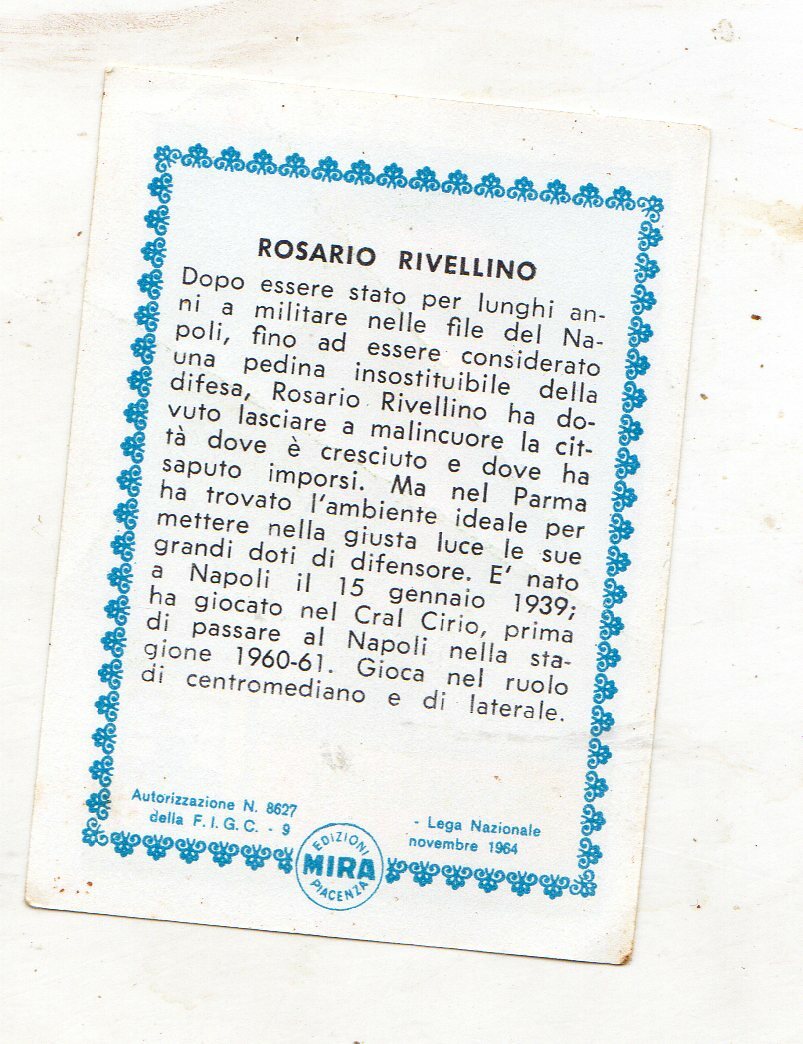 ROSARIO RIVELLINO
Dopo essere stato per lunghi an-
ni a militare nelle file del Na-
poli, fino ad essere considerato
una pedina insostituibile della
difesa, Rosario Rivellino ha do-
vuto lasciare a malincuore la cit-
tà dove è cresciuto e dove ha
saputo imporsi. Ma nel Parma
ha trovato l'ambiente ideale per
mettere nella giusta luce le sue
grandi doti di difensore. E' nato
a Napoli il 15 gennaio 1939;
ha giocato nel Cral Cirio, prima
di passare al Napoli nella sta-
gione 1960-61. Gioca nel ruolo
di centromediano e di laterale.
Autorizzazione N. 8627 - Lega Nazionale
della F.I.G.C. - 9 novembre 1964
EDIZIONI
MIRA
PIACENZA